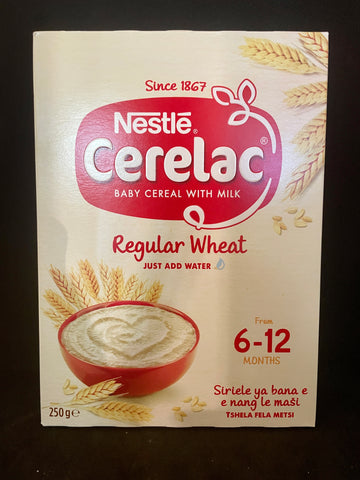 Since 1867
Nestlé®
Cerelac®
BABY CEREAL WITH MILK
Regular Wheat
JUST ADD WATER
From
6-12
MONTHS
Siriele ya bana e
e nang le maši
TSHELA FELA METSI
250g℮